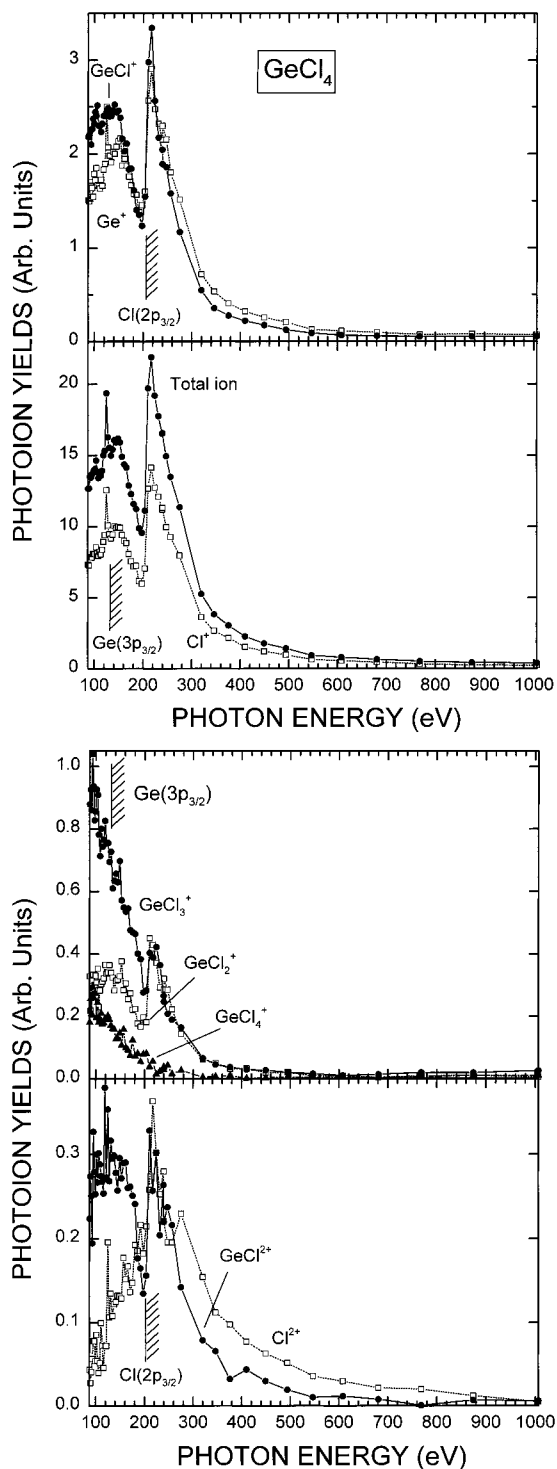 GeCl₄
3
2
1
0
GeCl⁺
Ge⁺
Cl(2p₃/₂)
PHOTOION YIELDS (Arb. Units)
20
15
10
5
0
Total ion
Ge(3p₃/₂)
Cl⁺
100 200 300 400 500 600 700 800 900 1000
PHOTON ENERGY (eV)
1.0
0.8
0.6
0.4
0.2
0.0
Ge(3p₃/₂)
GeCl₃⁺
GeCl₂⁺
GeCl₄⁺
PHOTOION YIELDS (Arb. Units)
0.3
0.2
0.1
0.0
GeCl²⁺
Cl²⁺
Cl(2p₃/₂)
100 200 300 400 500 600 700 800 900 1000
PHOTON ENERGY (eV)